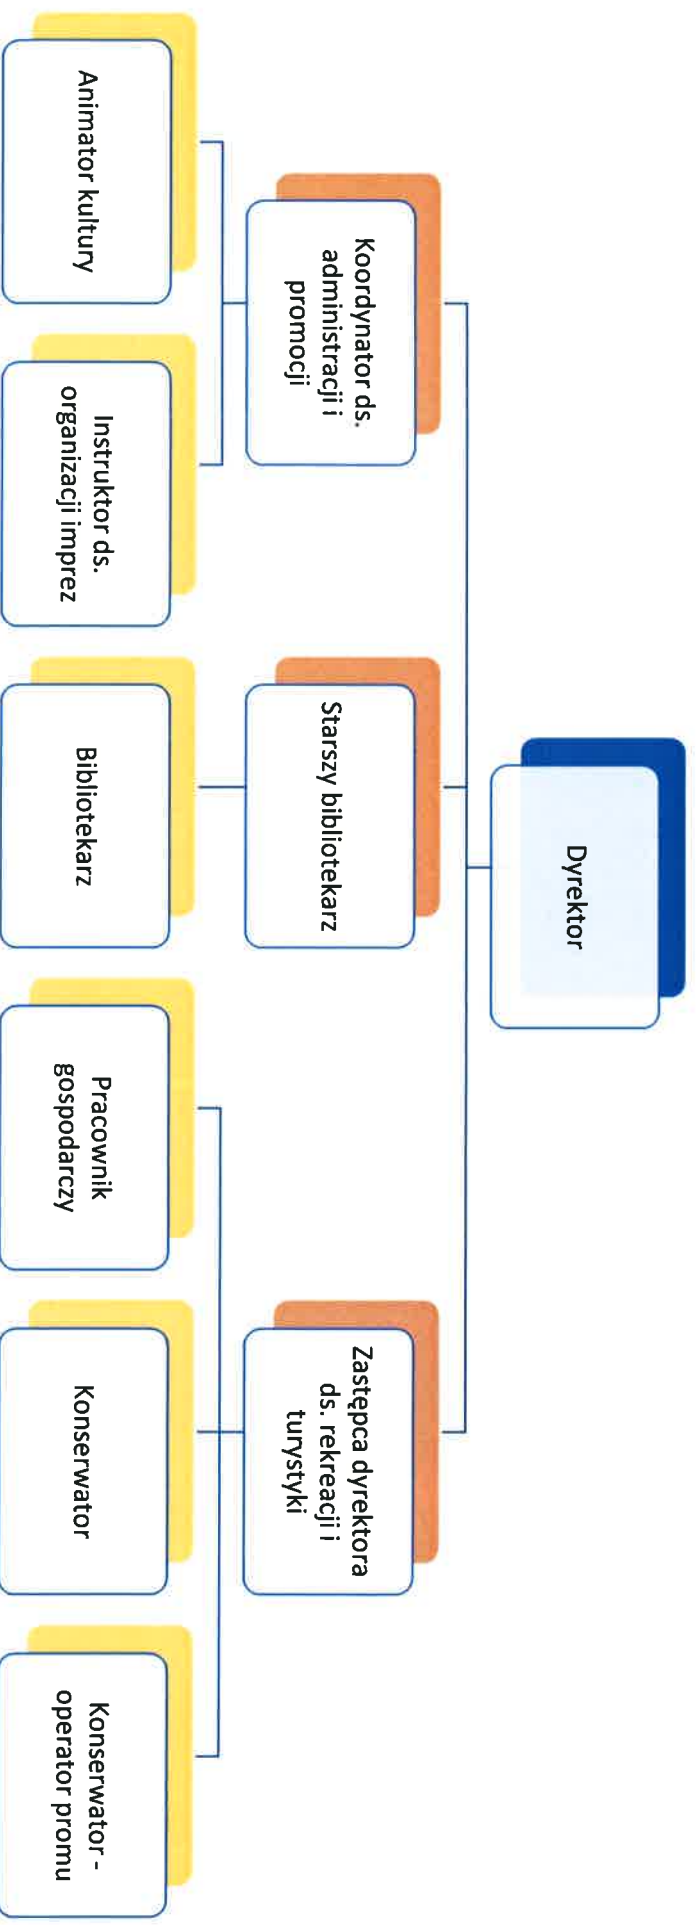 Dyrektor
Koordynator ds.
administracji i
promocji
Starszy bibliotekarz
Zastępca dyrektora
ds. rekreacji i
turystyki
Animator kultury
Instruktor ds.
organizacji imprez
Bibliotekarz
Pracownik
gospodarczy
Konserwator
Konserwator -
operator promu